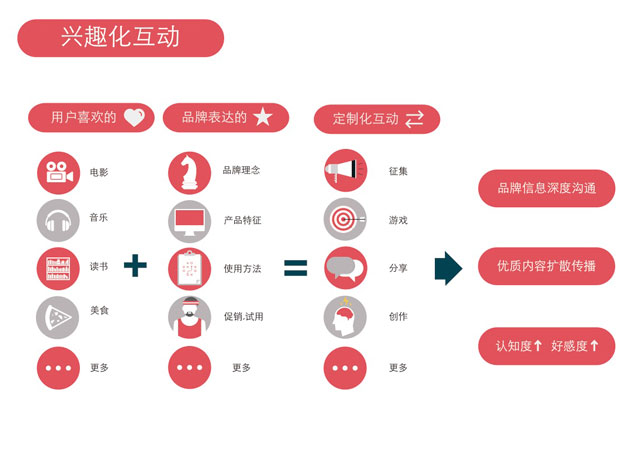 兴趣化互动
用户喜欢的
品牌表达的
定制化互动
电影
音乐
读书
美食
更多
品牌理念
产品特征
使用方法
促销.试用
更多
征集
游戏
分享
创作
更多
品牌信息深度沟通
优质内容扩散传播
认知度↑ 好感度↑